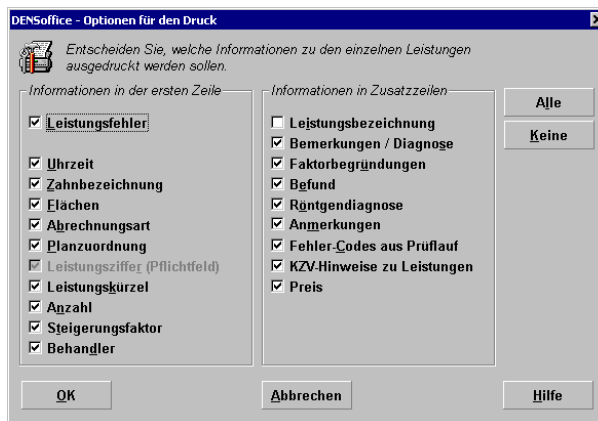 DENSoffice - Optionen für den Druck
Entscheiden Sie, welche Informationen zu den einzelnen Leistungen
ausgedruckt werden sollen.
Informationen in der ersten Zeile
Leistungsfehler
Uhrzeit
Zahnbezeichnung
Flächen
Abrechnungsart
Planzuordnung
Leistungsziffer (Pflichtfeld)
Leistungskürzel
Anzahl
Steigerungsfaktor
Behandler
Informationen in Zusatzzeilen
Leistungsbezeichnung
Bemerkungen / Diagnose
Faktorbegründungen
Befund
Röntgendiagnose
Anmerkungen
Fehler-Codes aus Prüflauf
KZV-Hinweise zu Leistungen
Preis
Alle
Keine
OK
Abbrechen
Hilfe